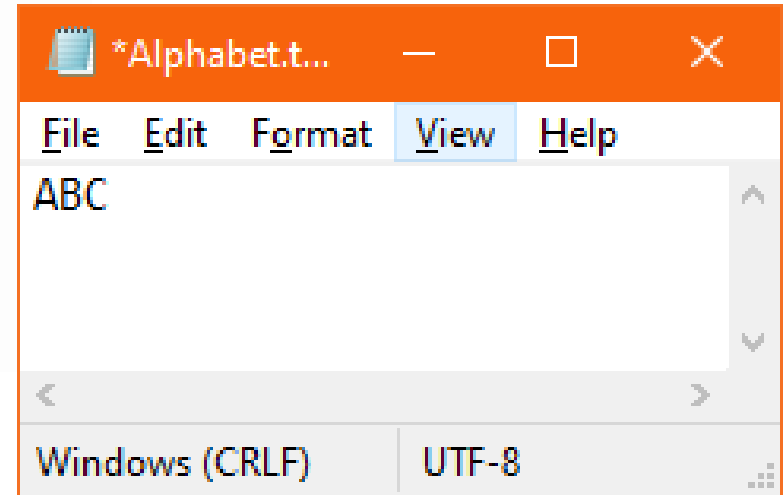 *Alphabet.t...
File Edit Format View Help
ABC
Windows (CRLF) UTF-8